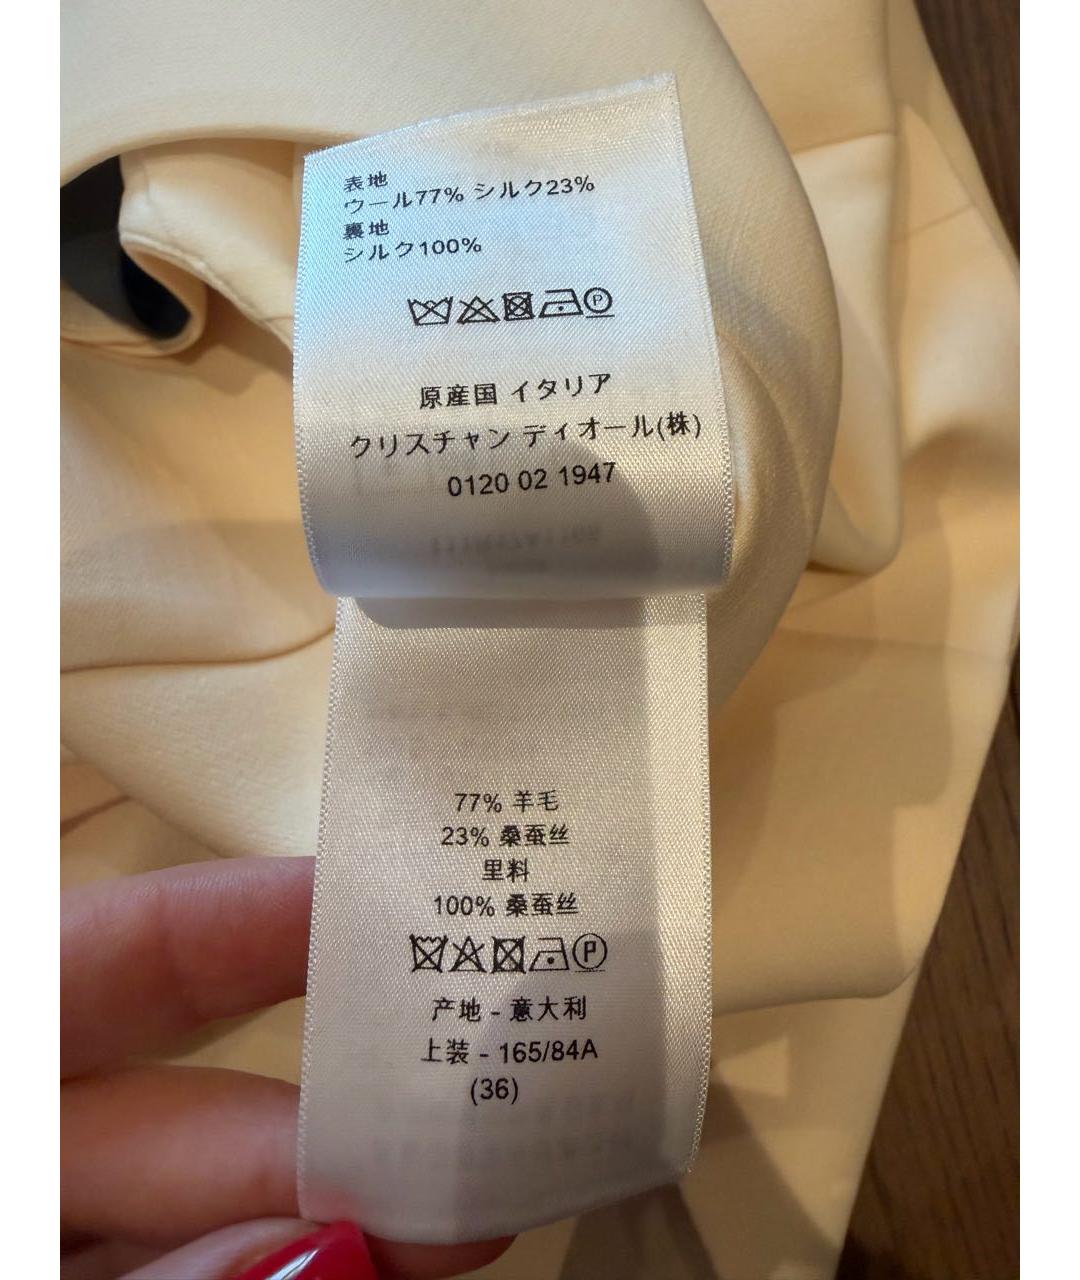 表地
ウール77% シルク23%
裏地
シルク100%
P
原産国 イタリア
クリスチャン ディオール(株)
0120 02 1947
77% 羊毛
23% 桑蚕丝
里料
100% 桑蚕丝
P
产地 - 意大利
上装 - 165/84A
(36)